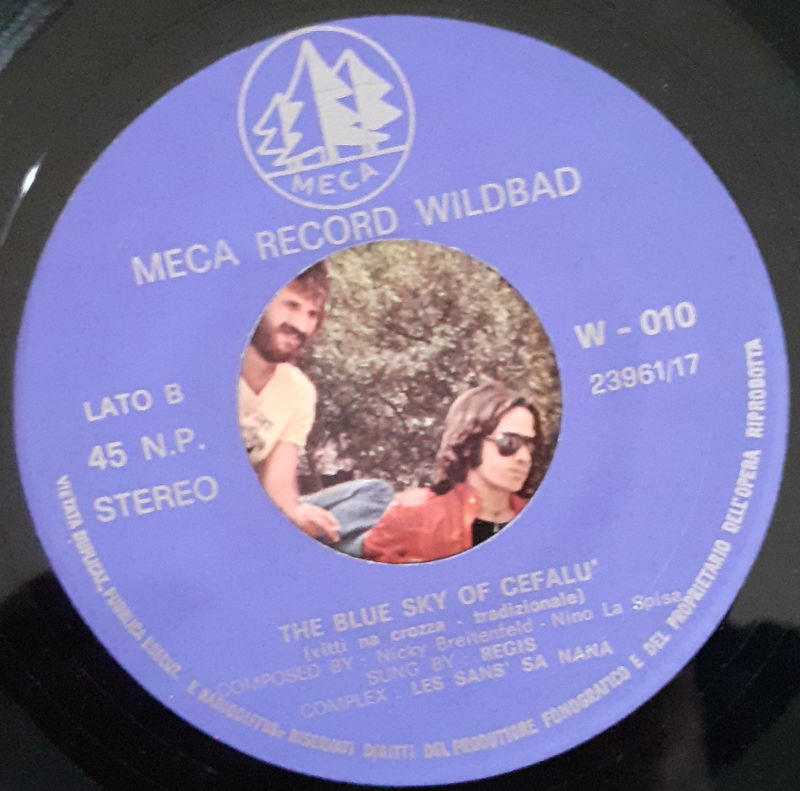 MECA
MECA RECORD WILDBAD
W - 010
23961/17
LATO B
45 N.P.
STEREO
THE BLUE SKY OF CEFALU'
(vitti na crozza - tradizionale)
COMPOSED BY : Nicky Breitenfeld - Nino La Spisa
SUNG BY : REGIS
COMPLEX : LES SANS' SA NANA
VIETATA DUPLICAZ. PUBBLICA ESECUZ. E RADIODIFFUS. RISERVATI DIRITTI DEL PRODUTTORE FONOGRAFICO E DEL PROPRIETARIO DELL'OPERA RIPRODOTTA